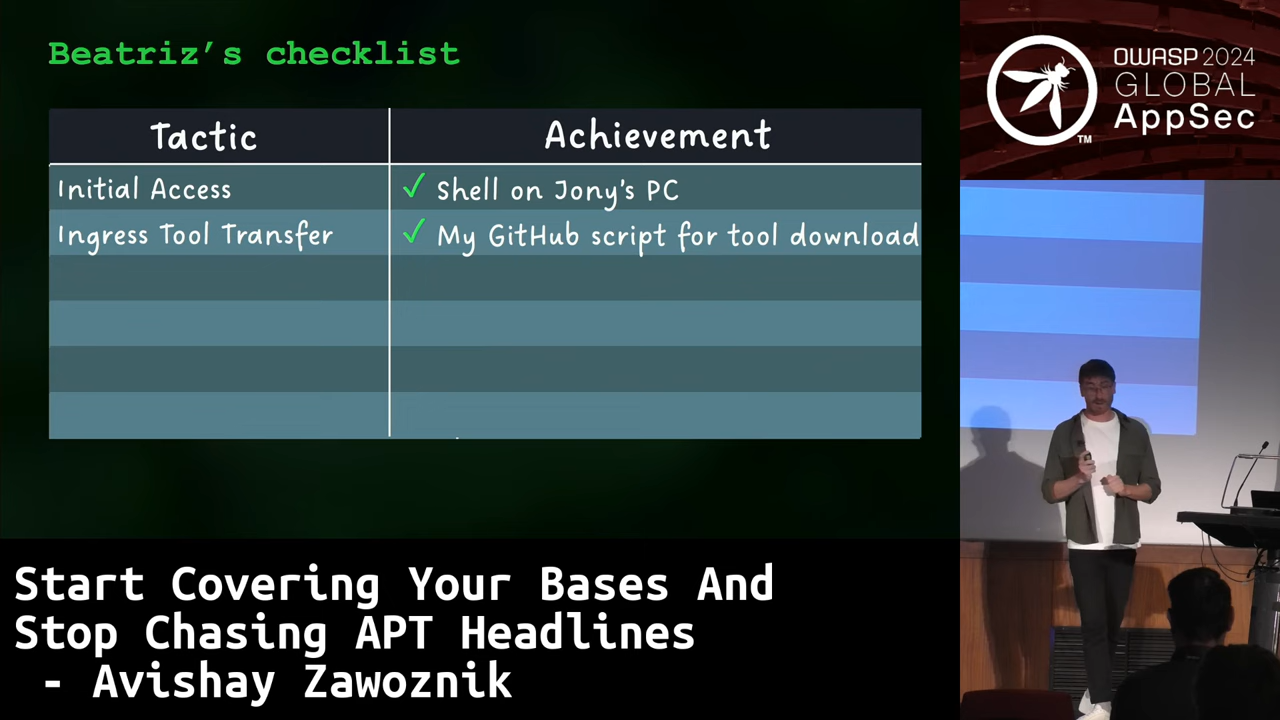 Beatriz's checklist
Tactic
Achievement
Initial Access
✓ Shell on Jony's PC
Ingress Tool Transfer
✓ My GitHub script for tool download
OWASP 2024
GLOBAL
AppSec
TM
Start Covering Your Bases And
Stop Chasing APT Headlines
- Avishay Zawoznik